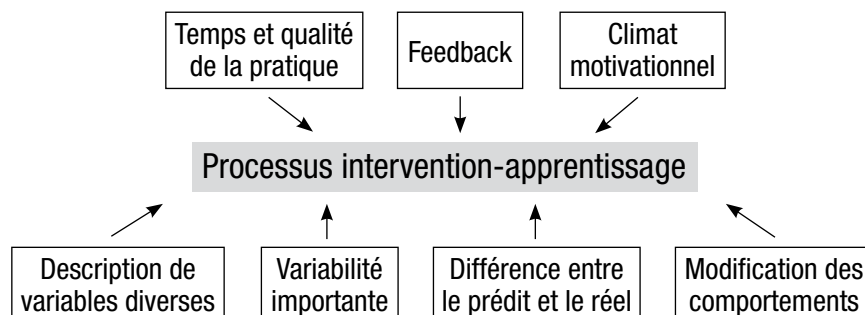 Temps et qualité
de la pratique
Feedback
Climat
motivationnel
Processus intervention-apprentissage
Description de
variables diverses
Variabilité
importante
Différence entre
le prédit et le réel
Modification des
comportements